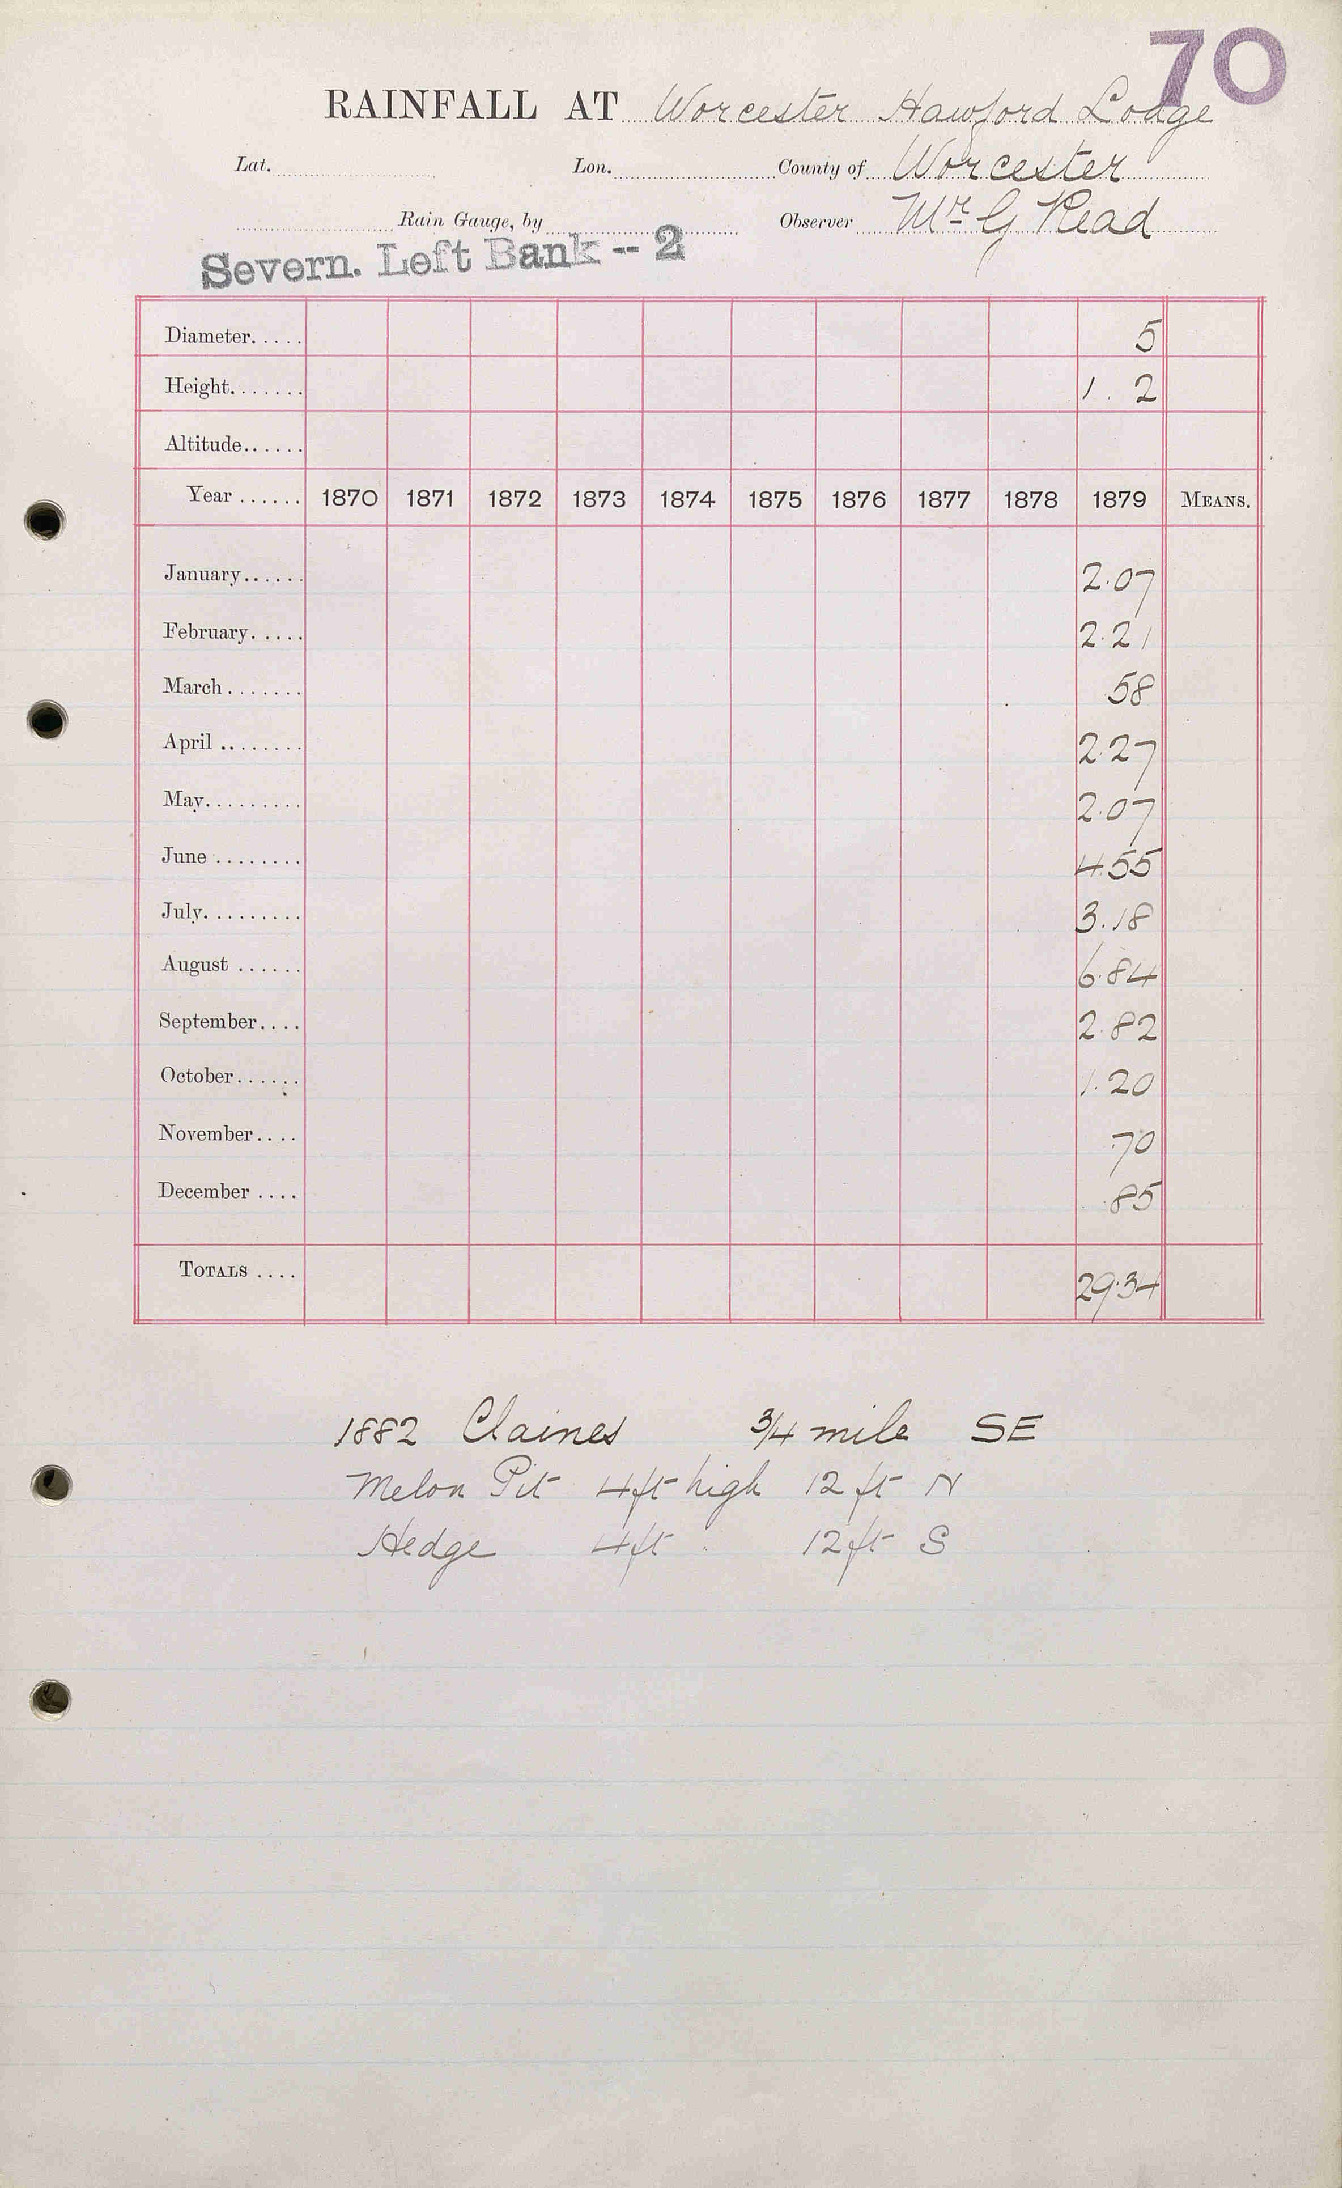 70
RAINFALL AT Worcester Hawford Lodge
Lat. Lon. County of Worcester
Rain Gauge, by Observer Mr G Read
Severn. Left Bank -- 2
Diameter..... 5
Height....... 1. 2
Altitude......
Year ...... 1870 1871 1872 1873 1874 1875 1876 1877 1878 1879 MEANS.
January...... 2.07
February..... 2.21
March....... 58
April ........ 2.27
May......... 2.07
June ........ 4.55
July......... 3.18
August ...... 6.84
September.... 2.82
October...... 1.20
November.... .70
December .... .85
TOTALS .... 29.34
1882 Claines 3/4 mile SE
Melon Pit 4ft high 12 ft N
Hedge 4ft 12ft S